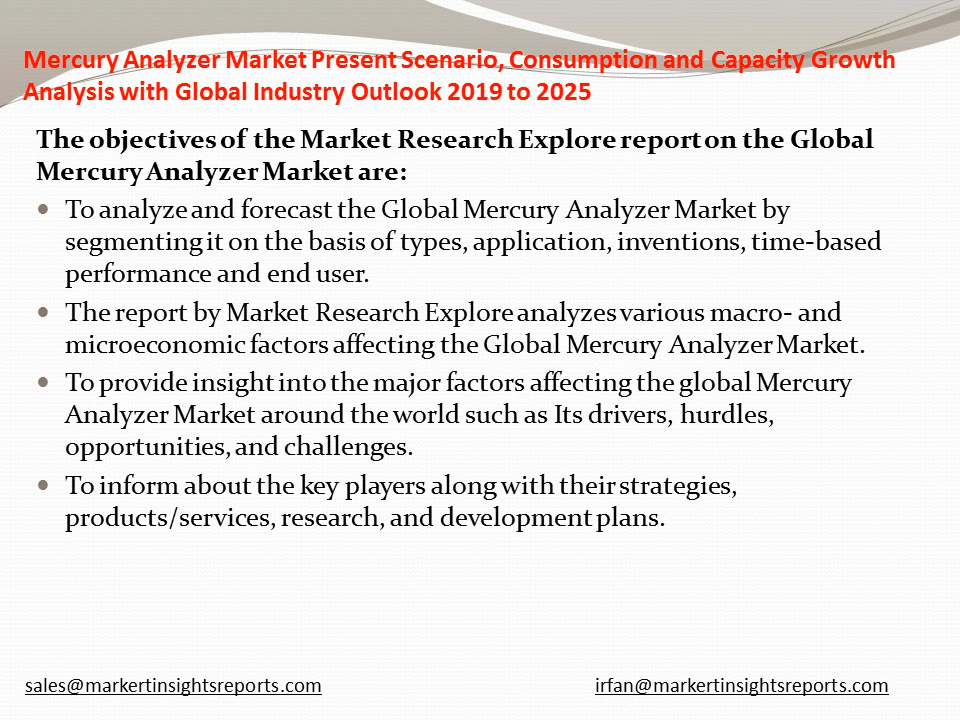 Mercury Analyzer Market Present Scenario, Consumption and Capacity Growth
Analysis with Global Industry Outlook 2019 to 2025
The objectives of the Market Research Explore report on the Global
Mercury Analyzer Market are:
• To analyze and forecast the Global Mercury Analyzer Market by
segmenting it on the basis of types, application, inventions, time-based
performance and end user.
• The report by Market Research Explore analyzes various macro- and
microeconomic factors affecting the Global Mercury Analyzer Market.
• To provide insight into the major factors affecting the global Mercury
Analyzer Market around the world such as Its drivers, hurdles,
opportunities, and challenges.
• To inform about the key players along with their strategies,
products/services, research, and development plans.
sales@markertinsightsreports.com irfan@markertinsightsreports.com